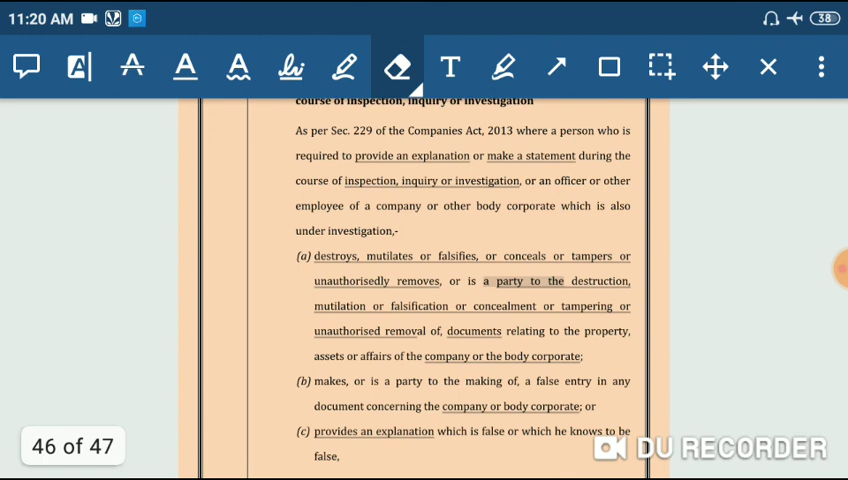 11:20 AM
38
T
course of inspection, inquiry or investigation
As per Sec. 229 of the Companies Act, 2013 where a person who is
required to provide an explanation or make a statement during the
course of inspection, inquiry or investigation, or an officer or other
employee of a company or other body corporate which is also
under investigation,-
(a) destroys, mutilates or falsifies, or conceals or tampers or
unauthorisedly removes, or is a party to the destruction,
mutilation or falsification or concealment or tampering or
unauthorised removal of, documents relating to the property,
assets or affairs of the company or the body corporate;
(b) makes, or is a party to the making of, a false entry in any
document concerning the company or body corporate; or
(c) provides an explanation which is false or which he knows to be
false,
46 of 47
DU RECORDER